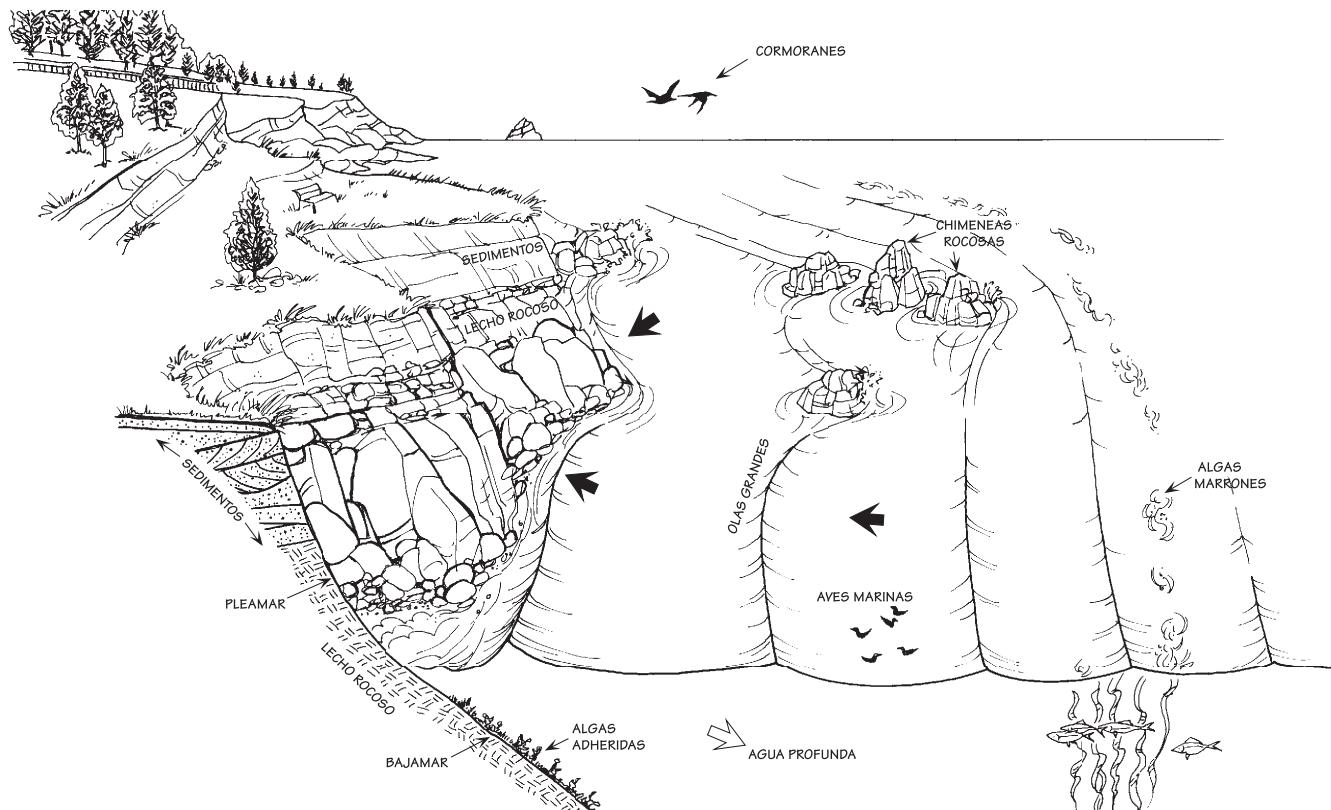 CORMORANES
CHIMENEAS
ROCOSAS
SEDIMENTOS
LECHO ROCOSO
OLAS GRANDES
ALGAS
MARRONES
SEDIMENTOS
PLEAMAR
AVES MARINAS
LECHO ROCOSO
ALGAS
ADHERIDAS
BAJAMAR
AGUA PROFUNDA